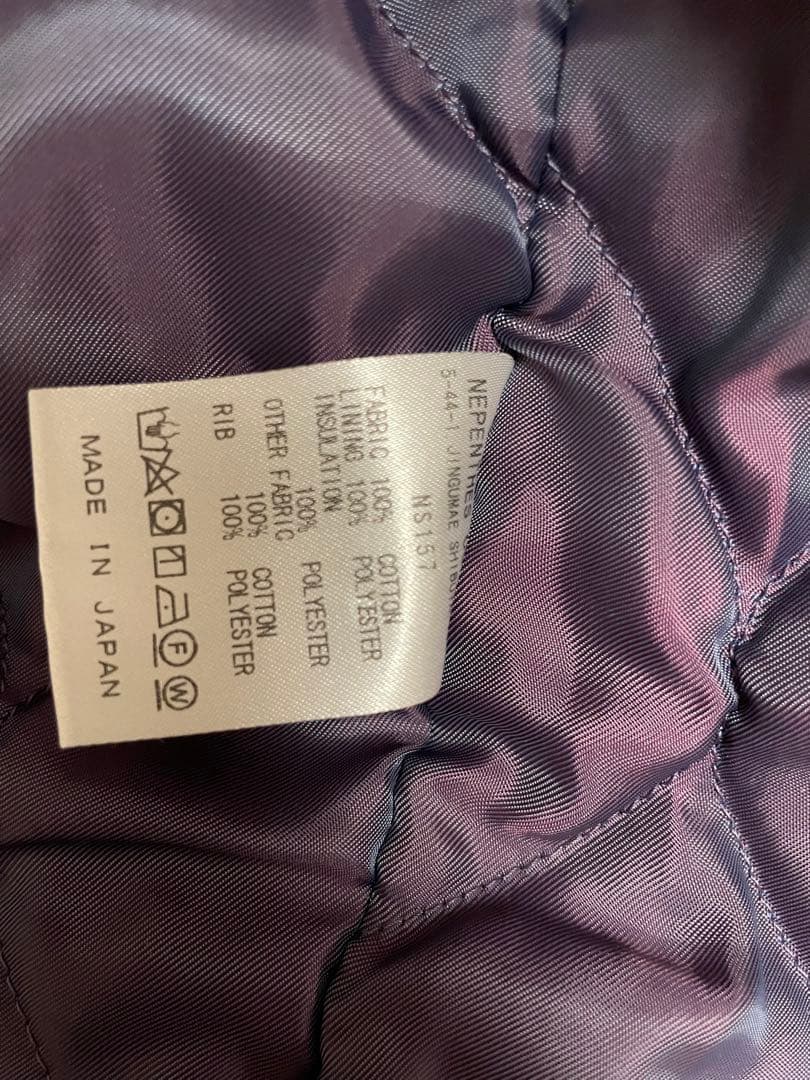 NEPENTHES
5-44-1 JINGUMAE SHIB
NS157
FABRIC 100% COTTON
LINING 100% POLYESTER
INSULATION
100% POLYESTER
OTHER FABRIC
100% COTTON
RIB 100% POLYESTER
F W
MADE IN JAPAN